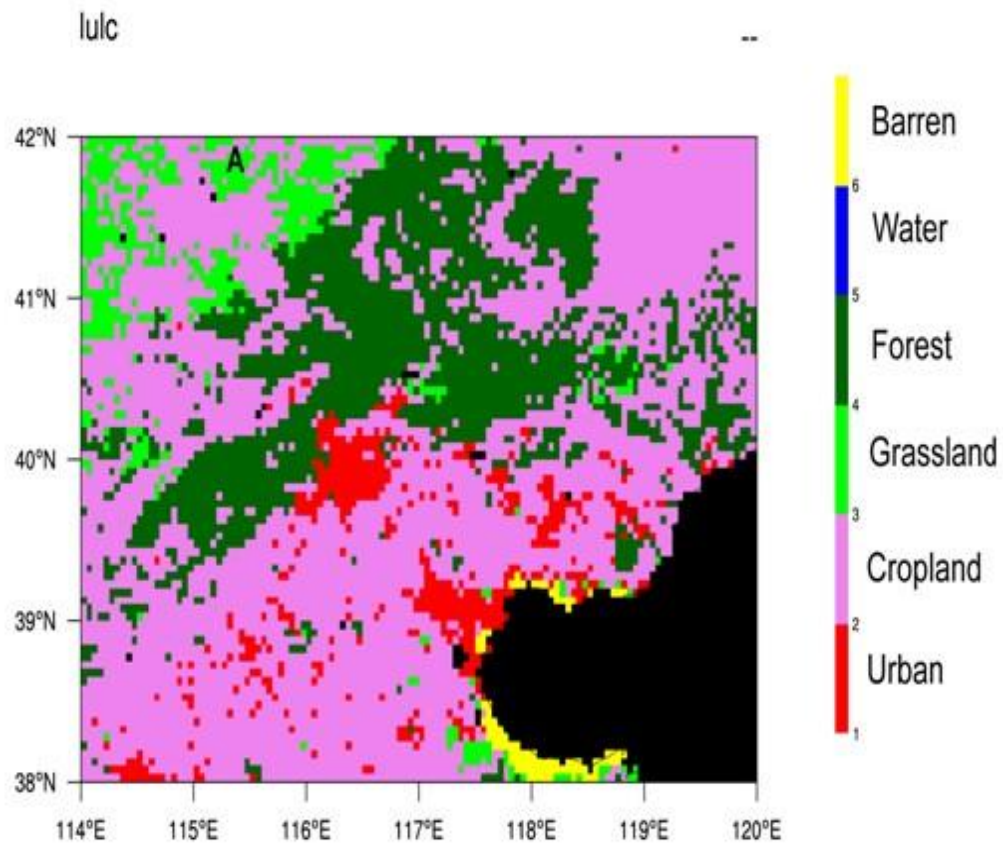 lulc
--
42°N
A
41°N
40°N
39°N
38°N
114°E 115°E 116°E 117°E 118°E 119°E 120°E
Barren
6
Water
5
Forest
4
Grassland
3
Cropland
2
Urban
1